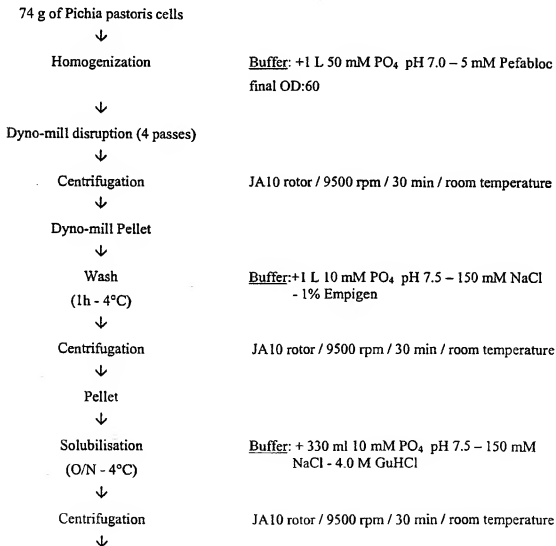 74 g of Pichia pastoris cells
↓
Homogenization Buffer: +1 L 50 mM PO4 pH 7.0 – 5 mM Pefabloc
final OD:60
↓
Dyno-mill disruption (4 passes)
↓
Centrifugation JA10 rotor / 9500 rpm / 30 min / room temperature
↓
Dyno-mill Pellet
↓
Wash Buffer:+1 L 10 mM PO4 pH 7.5 – 150 mM NaCl
(1h - 4°C) - 1% Empigen
↓
Centrifugation JA10 rotor / 9500 rpm / 30 min / room temperature
↓
Pellet
↓
Solubilisation Buffer: + 330 ml 10 mM PO4 pH 7.5 – 150 mM
(O/N - 4°C) NaCl - 4.0 M GuHCl
↓
Centrifugation JA10 rotor / 9500 rpm / 30 min / room temperature
↓